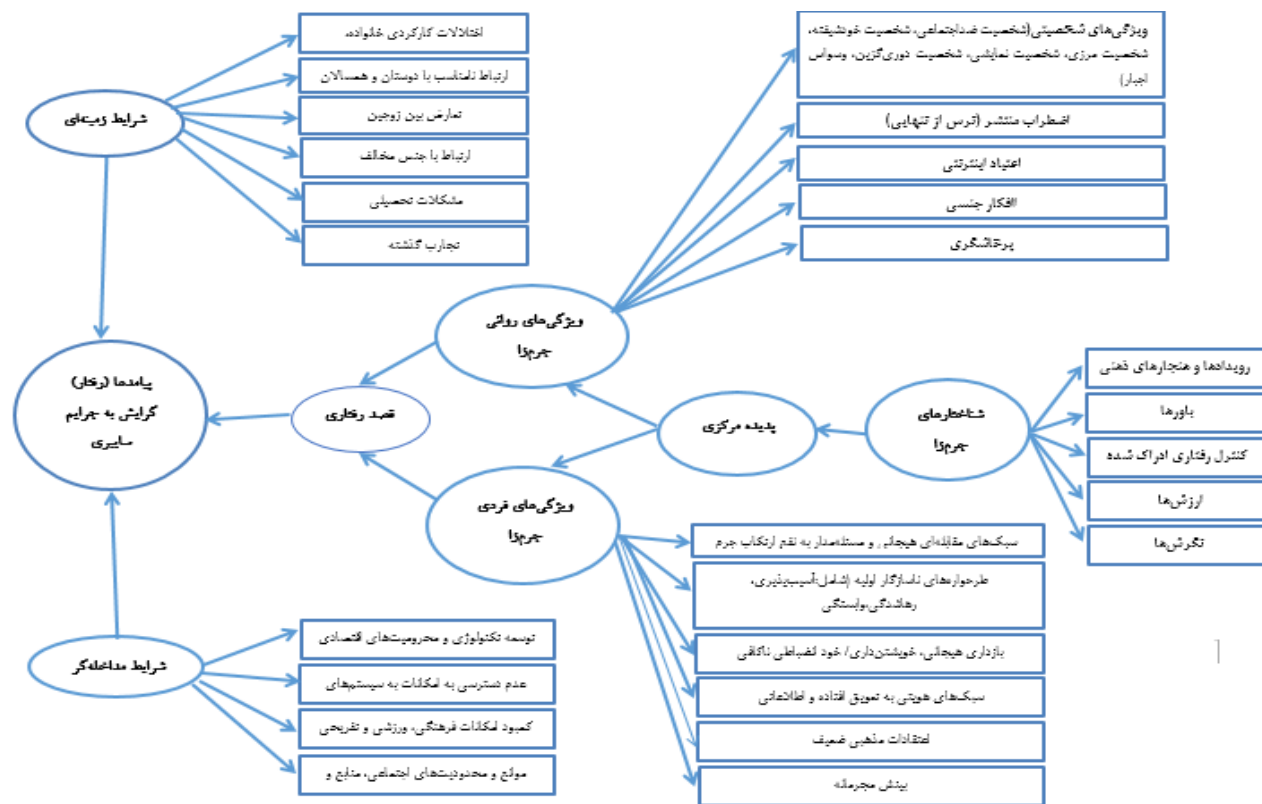 ویژگی‌های شخصیتی(شخصیت ضداجتماعی، شخصیت خودشیفته،
شخصیت مرزی، شخصیت نمایشی، شخصیت دوری‌گزین، وسواس
اجبار)
اضطراب منتشر (ترس از تنهایی)
اعتیاد اینترنتی
اافکار جنسی
پرخاشگری
اختلالات کارکردی خانواده،
ارتباط نامناسب با دوستان و همسالان
تعارض بین زوجین
ارتباط با جنس مخالف
مشکلات تحصیلی
تجارب گذشته
شرایط زمینه‌ای
ویژگی‌های روانی
جرم‌زا
رویدادها و هنجارهای ذهنی
باورها
کنترل رفتاری ادراک شده
ارزش‌ها
نگرش‌ها
شناختارهای
جرم‌زا
پدیده مرکزی
قصد رفتاری
پیامدها (رفتار)
گرایش به جرایم
سایبری
ویژگی‌های فردی
جرم‌زا
سبک‌های مقابله‌ای هیجانی و مسئله‌مدار به نفع ارتکاب جرم
طرحواره‌های ناسازگار اولیه (شامل:آسیب‌پذیری،
رهاشدگی،وابستگی
بازداری هیجانی، خویشتن‌داری/ خود انضباطی ناکافی
سبک‌های هویتی به تعویق افتاده و اطلاعاتی
اعتقادات مذهبی ضعیف
بینش مجرمانه
شرایط مداخله‌گر
توسعه تکنولوژی و محرومیت‌های اقتصادی
عدم دسترسی به امکانات به سیستم‌های
کمبود امکانات فرهنگی، ورزشی و تفریحی
موانع و محدودیت‌های اجتماعی، منابع و